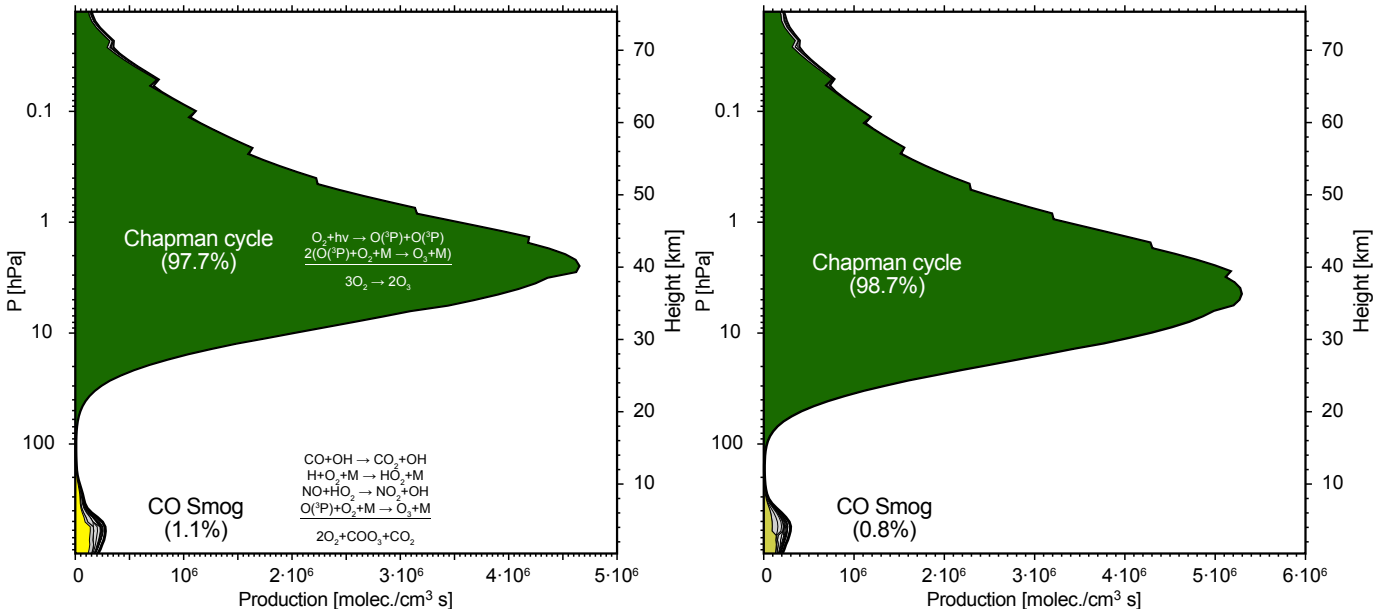 0.1
1
10
100
P [hPa]
70
60
50
40
30
20
10
Height [km]
Chapman cycle
(97.7%)
O₂+hν → O(³P)+O(³P)
2(O(³P)+O₂+M → O₃+M)
3O₂ → 2O₃
CO Smog
(1.1%)
CO+OH → CO₂+OH
H+O₂+M → HO₂+M
NO+HO₂ → NO₂+OH
O(³P)+O₂+M → O₃+M
2O₂+COO₃+CO₂
0 10⁶ 2·10⁶ 3·10⁶ 4·10⁶ 5·10⁶
Production [molec./cm³ s]
0.1
1
10
100
P [hPa]
70
60
50
40
30
20
10
Height [km]
Chapman cycle
(98.7%)
CO Smog
(0.8%)
0 10⁶ 2·10⁶ 3·10⁶ 4·10⁶ 5·10⁶ 6·10⁶
Production [molec./cm³ s]